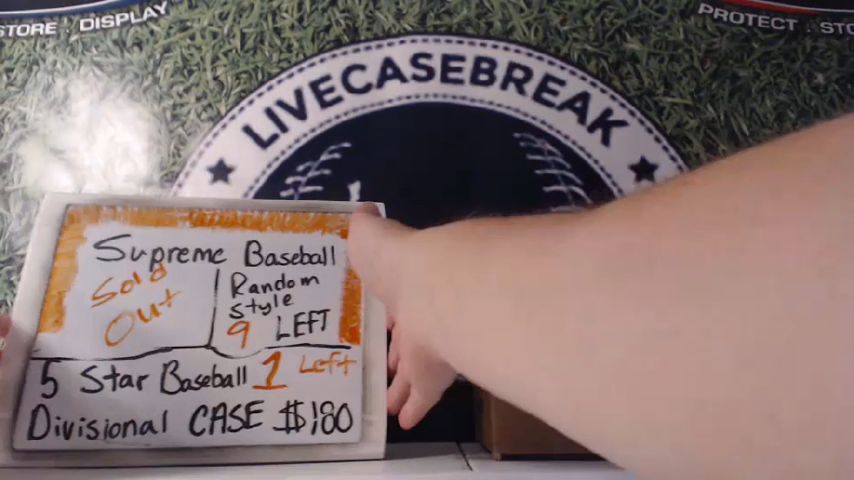 STORE . DISPLAY
PROTECT . STO
LIVECASEBREAK
Supreme Baseball
Sold
Out
Random
Style
9 LEFT
5 Star Baseball 1 Left
Divisional CASE $180